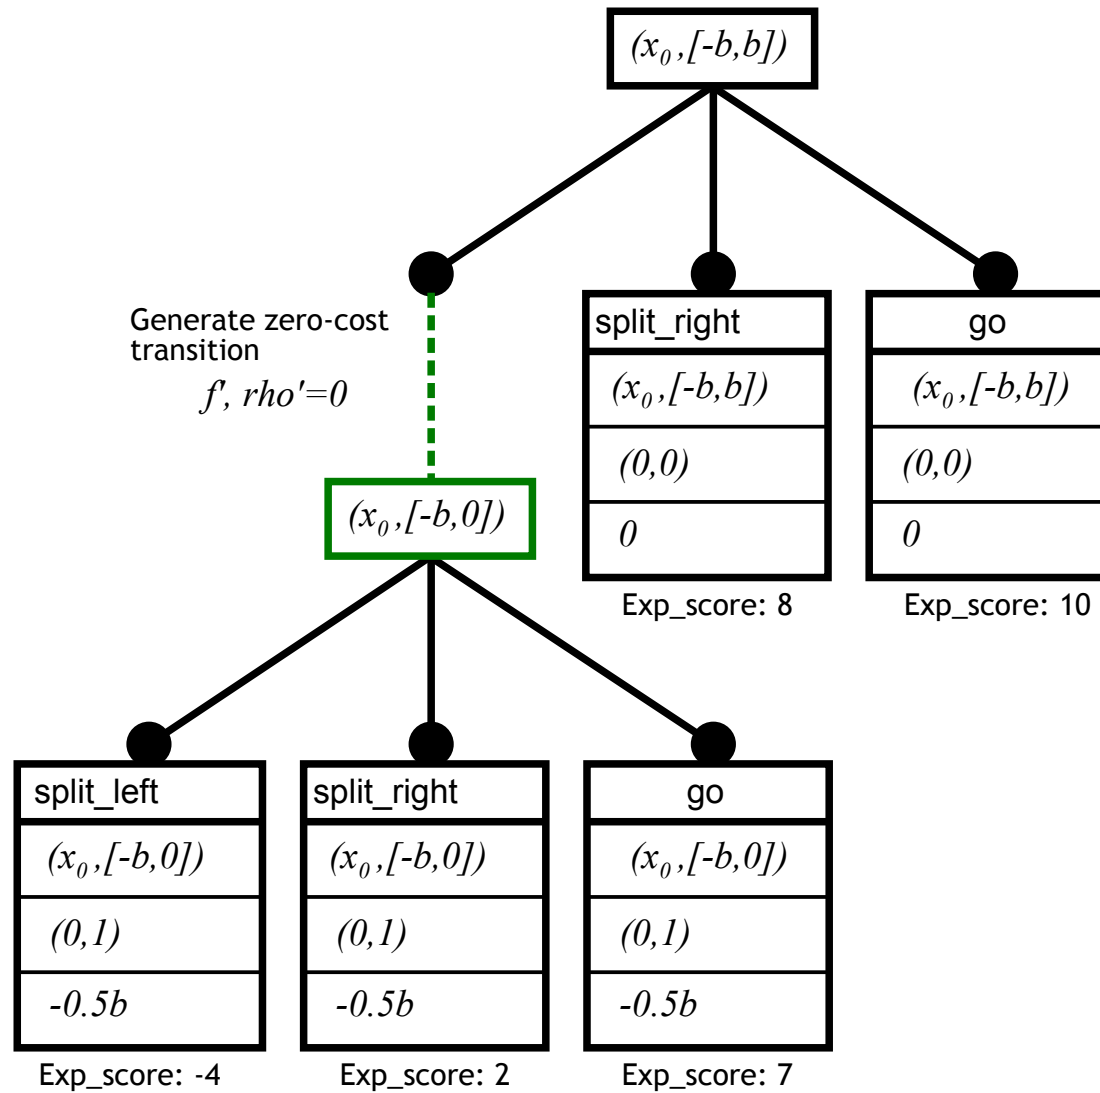 (x₀,[-b,b])
Generate zero-cost
transition
f', rho'=0
split_right
(x₀,[-b,b])
(0,0)
0
Exp_score: 8
go
(x₀,[-b,b])
(0,0)
0
Exp_score: 10
(x₀,[-b,0])
split_left
(x₀,[-b,0])
(0,1)
-0.5b
Exp_score: -4
split_right
(x₀,[-b,0])
(0,1)
-0.5b
Exp_score: 2
go
(x₀,[-b,0])
(0,1)
-0.5b
Exp_score: 7